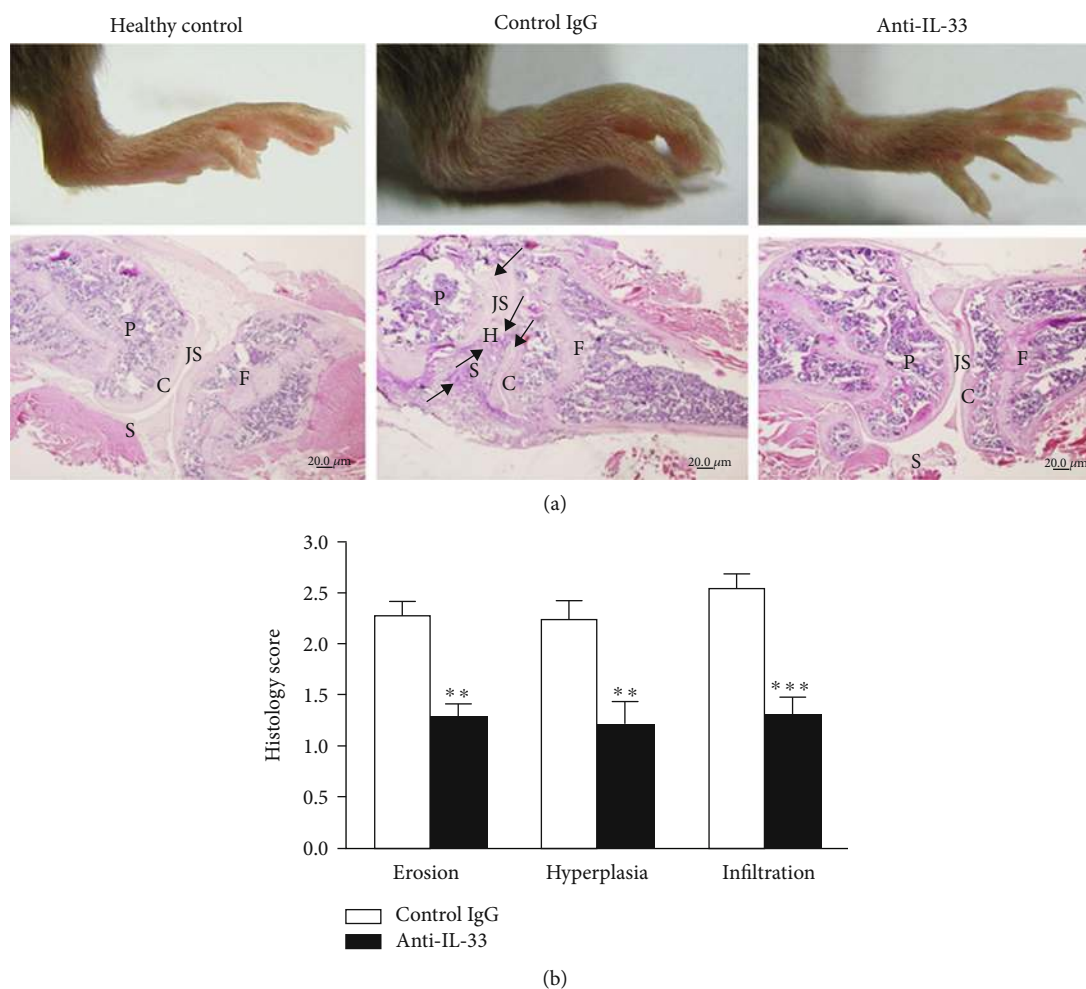 Healthy control
Control IgG
Anti-IL-33
P
JS
C
F
S
20.0 μm
P
JS
H
F
S
C
20.0 μm
P
JS
F
C
S
20.0 μm
(a)
3.0
2.5
2.0
1.5
1.0
0.5
0.0
Histology score
**
**
***
Erosion
Hyperplasia
Infiltration
Control IgG
Anti-IL-33
(b)